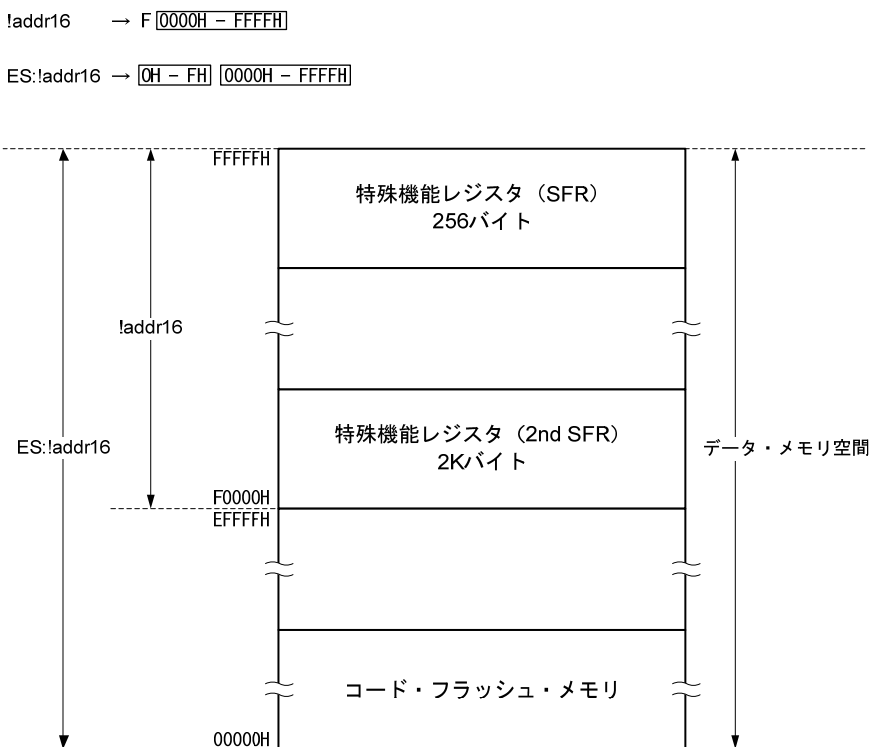 !addr16 → F 0000H – FFFFH
ES:!addr16 → 0H – FH 0000H – FFFFH
FFFFFH
特殊機能レジスタ（SFR）
256バイト
!addr16
ES:!addr16
特殊機能レジスタ（2nd SFR）
2Kバイト
データ・メモリ空間
F0000H
EFFFFH
コード・フラッシュ・メモリ
00000H